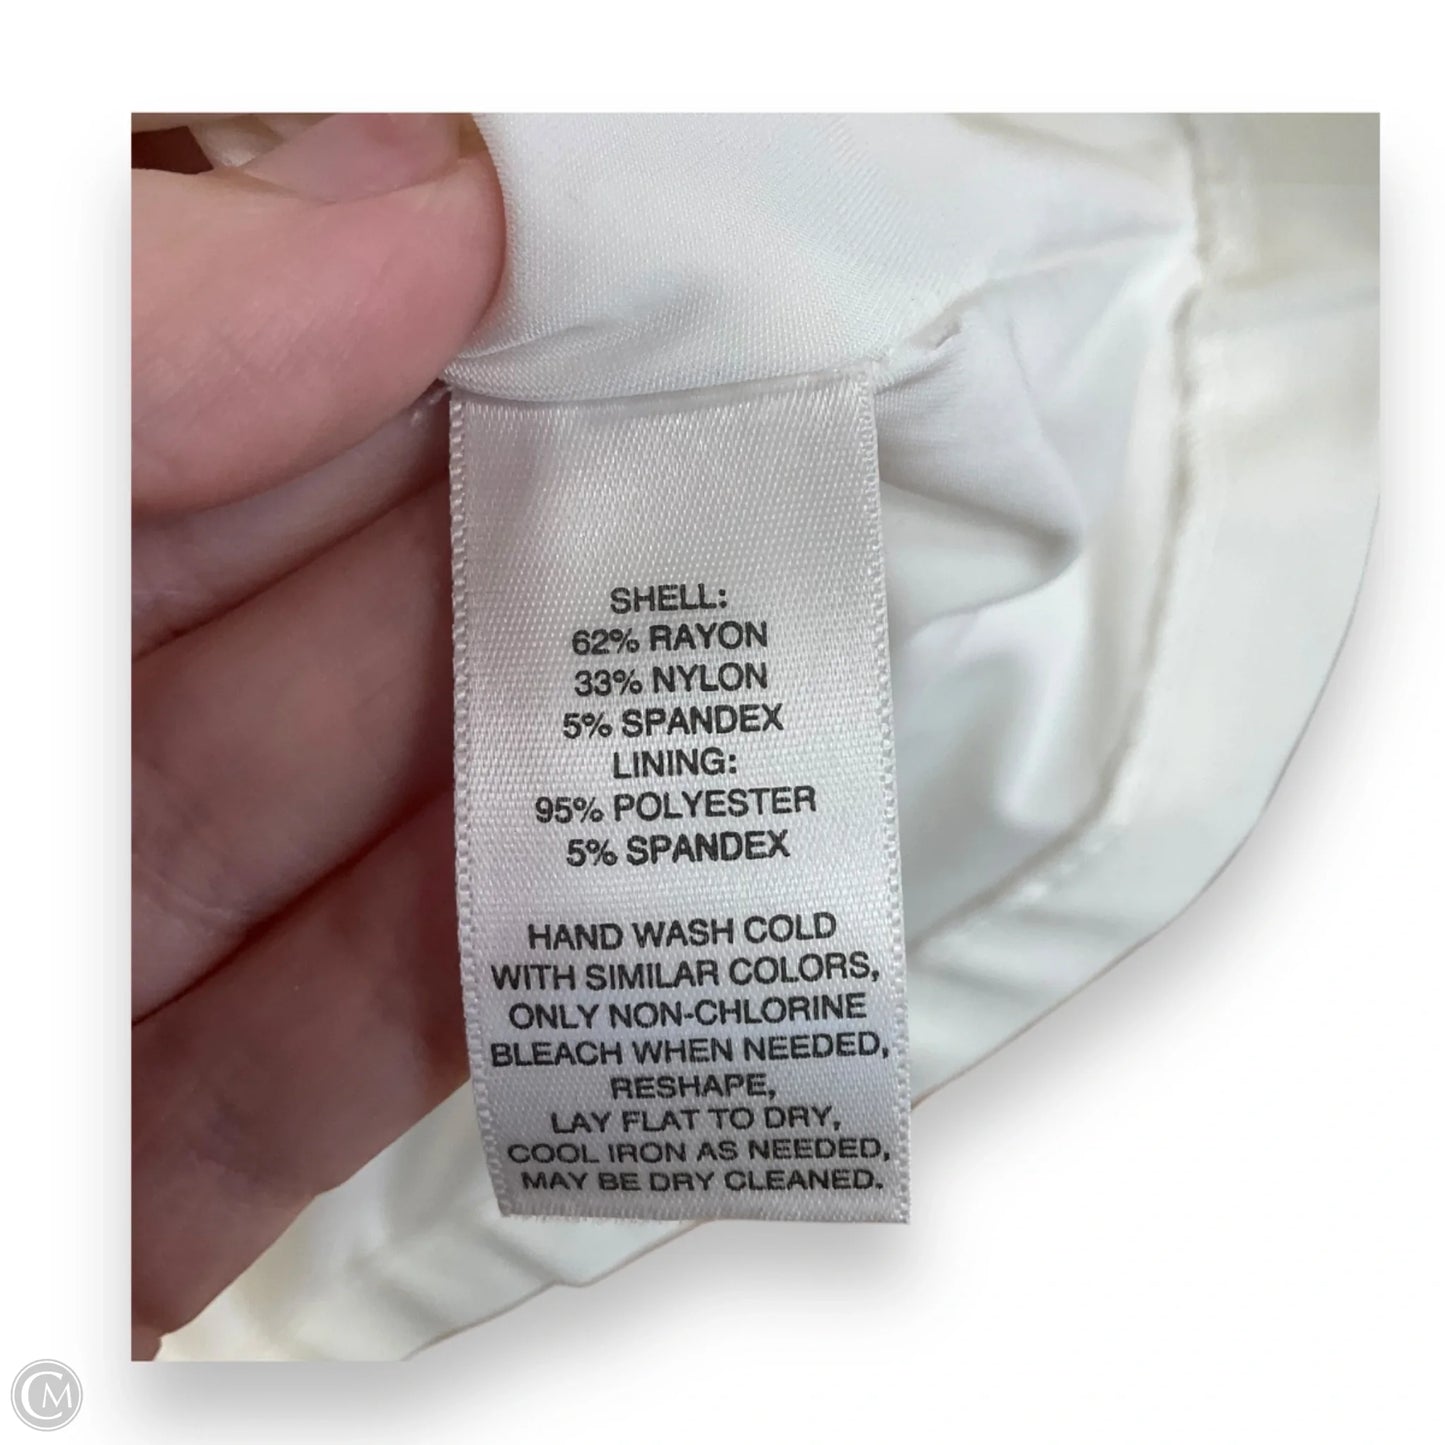 SHELL:
62% RAYON
33% NYLON
5% SPANDEX
LINING:
95% POLYESTER
5% SPANDEX
HAND WASH COLD
WITH SIMILAR COLORS,
ONLY NON-CHLORINE
BLEACH WHEN NEEDED,
RESHAPE,
LAY FLAT TO DRY,
COOL IRON AS NEEDED,
MAY BE DRY CLEANED.
CM